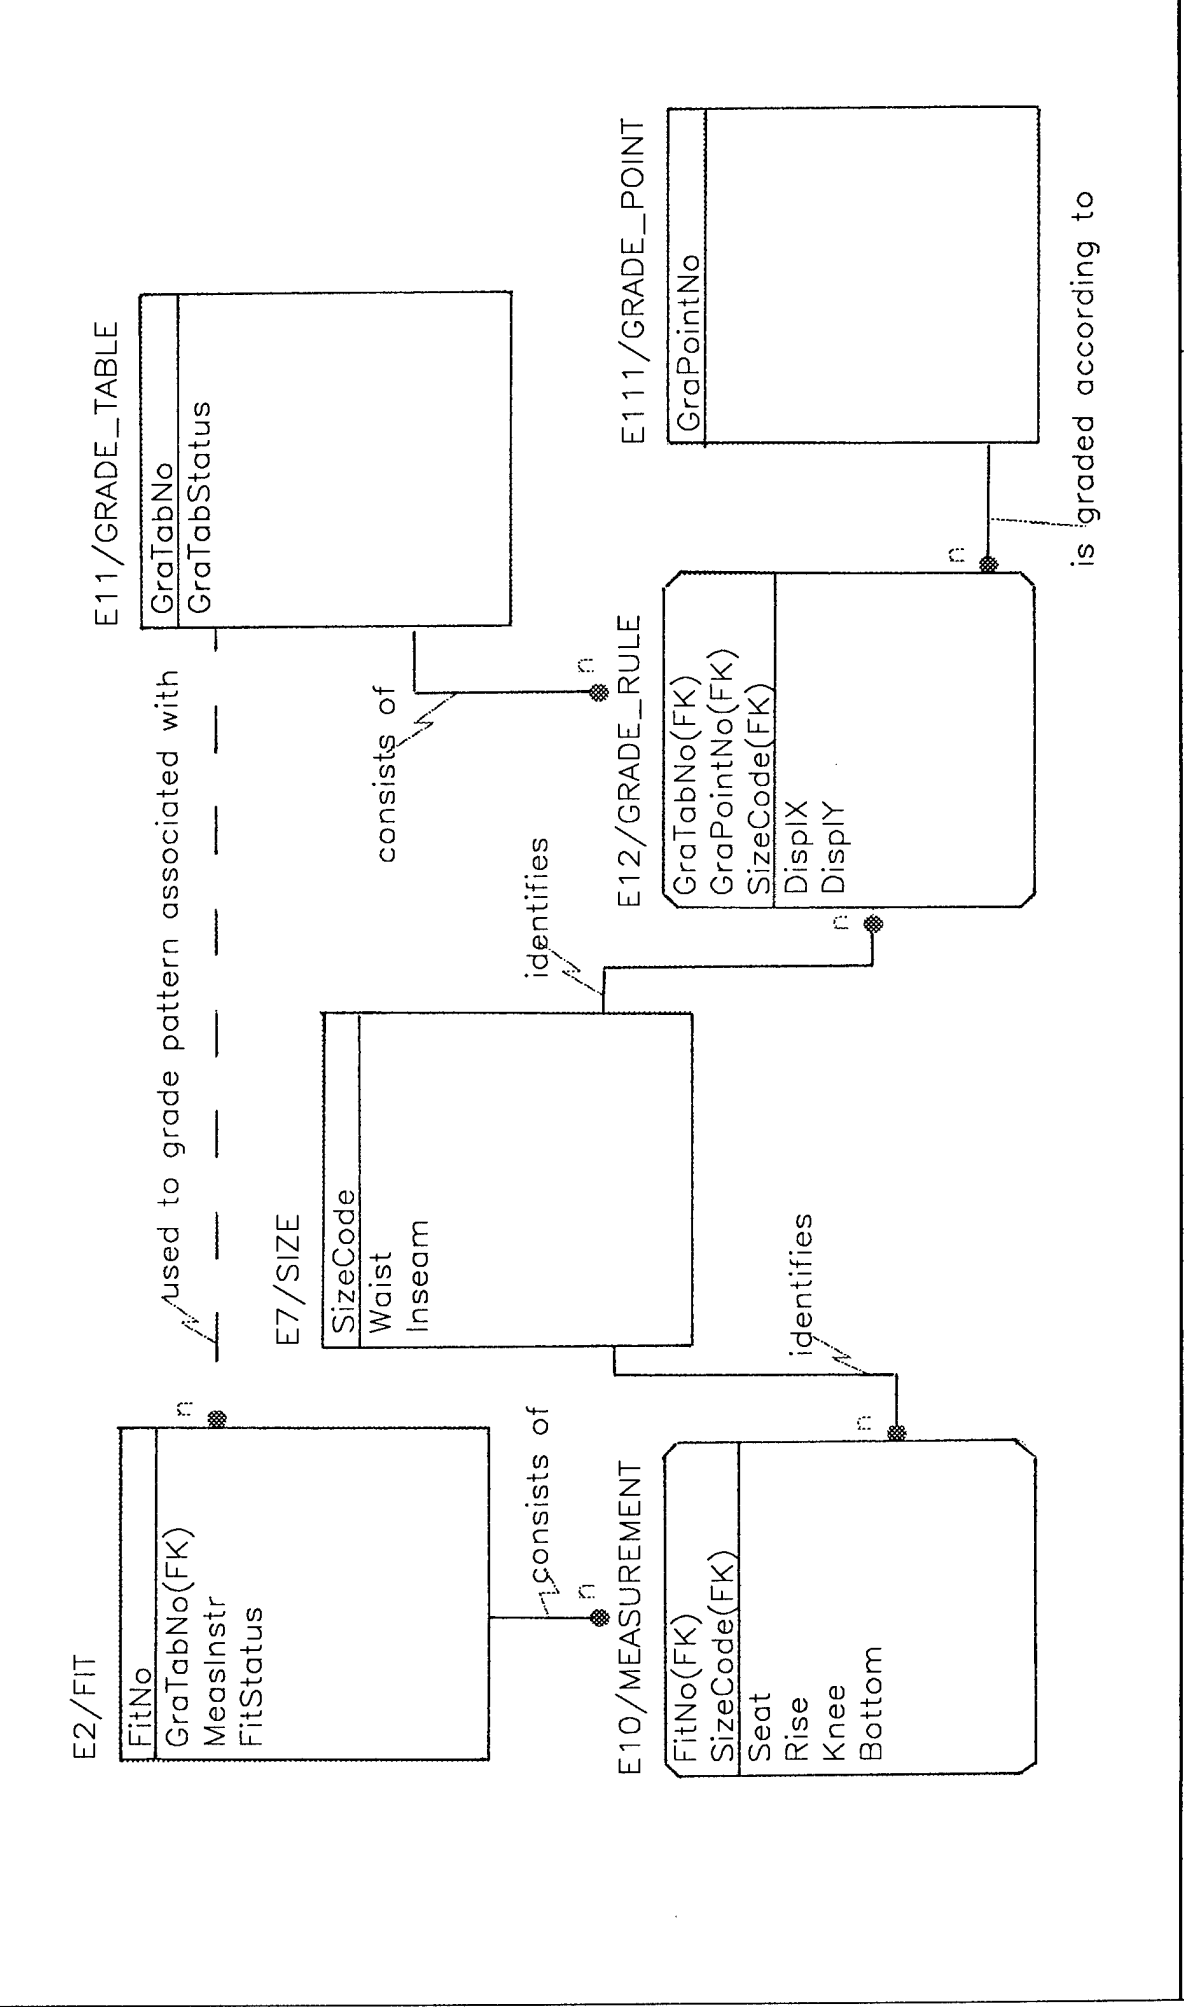 E2/FIT
FitNo
GraTabNo(FK)
MeasInstr
FitStatus
n
used to grade pattern associated with
E11/GRADE_TABLE
GraTabNo
GraTabStatus
E7/SIZE
SizeCode
Waist
Inseam
consists of
n
consists of
n
identifies
E10/MEASUREMENT
FitNo(FK)
SizeCode(FK)
Seat
Rise
Knee
Bottom
n
identifies
E12/GRADE_RULE
GraTabNo(FK)
GraPointNo(FK)
SizeCode(FK)
DisplX
DisplY
n
n
E111/GRADE_POINT
GraPointNo
is graded according to